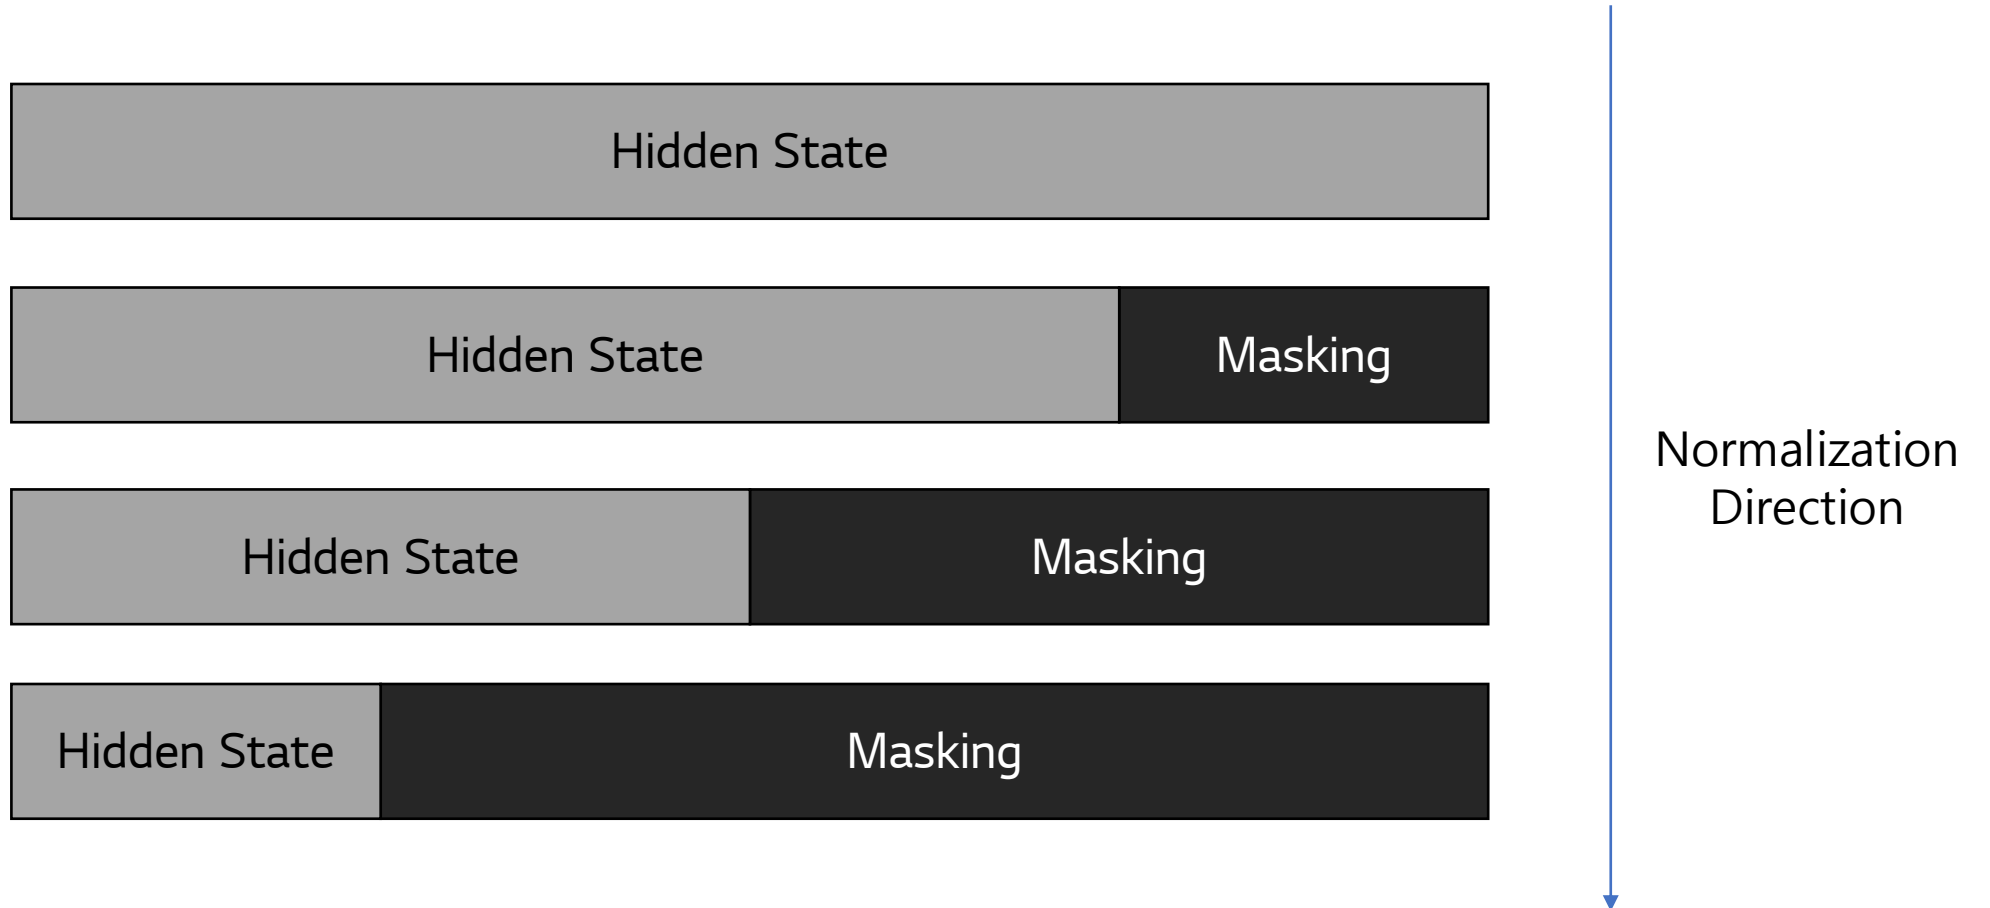 Hidden State
Hidden State
Masking
Normalization
Direction
Hidden State
Masking
Hidden State
Masking